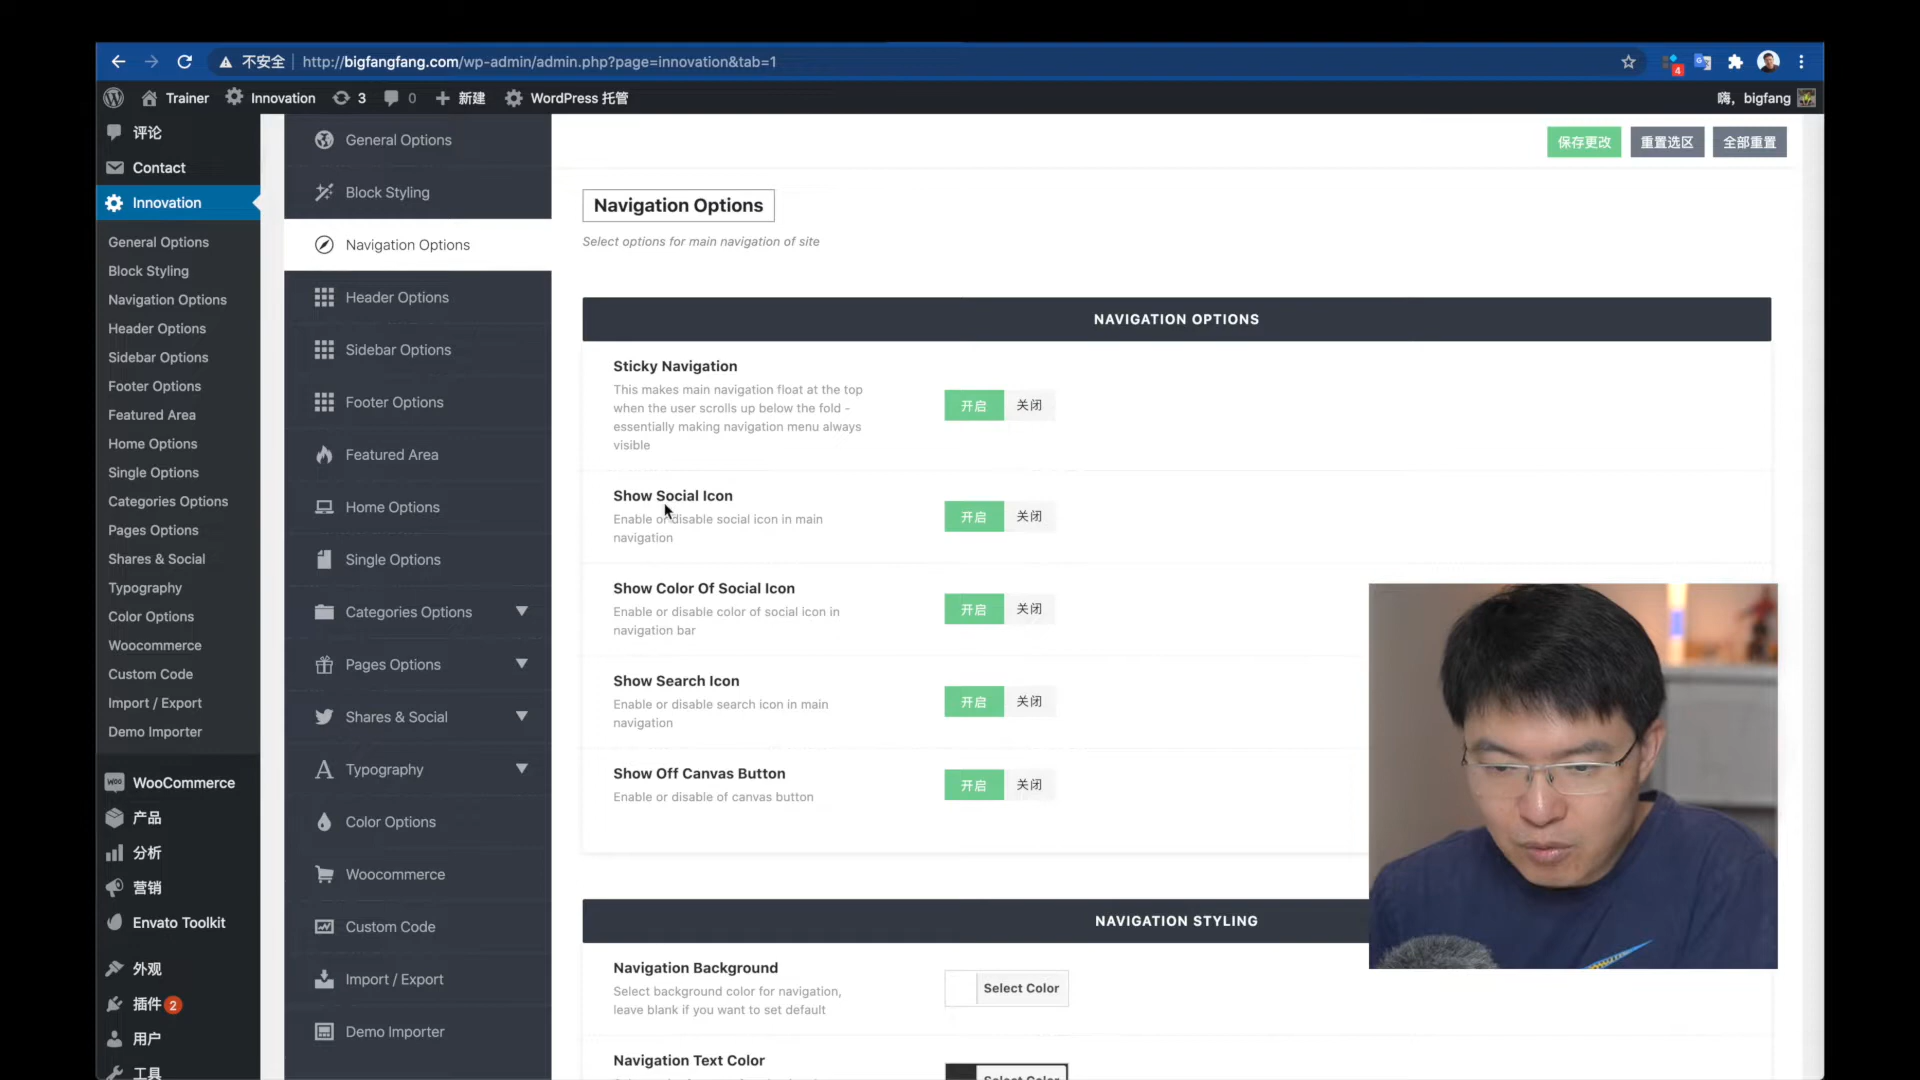 不安全 http://bigfangfang.com/wp-admin/admin.php?page=innovation&tab=1
4
Trainer Innovation 3 0 新建 WordPress 托管 嗨，bigfang
评论
Contact
Innovation
General Options
Block Styling
Navigation Options
Header Options
Sidebar Options
Footer Options
Featured Area
Home Options
Single Options
Categories Options
Pages Options
Shares & Social
Typography
Color Options
Woocommerce
Custom Code
Import / Export
Demo Importer
WooCommerce
产品
分析
营销
Envato Toolkit
外观
插件 2
用户
工具
General Options
Block Styling
Navigation Options
Header Options
Sidebar Options
Footer Options
Featured Area
Home Options
Single Options
Categories Options
Pages Options
Shares & Social
Typography
Color Options
Woocommerce
Custom Code
Import / Export
Demo Importer
保存更改 重置选区 全部重置
Navigation Options
Select options for main navigation of site
NAVIGATION OPTIONS
Sticky Navigation
This makes main navigation float at the top
when the user scrolls up below the fold -
essentially making navigation menu always
visible
开启 关闭
Show Social Icon
Enable or disable social icon in main
navigation
开启 关闭
Show Color Of Social Icon
Enable or disable color of social icon in
navigation bar
开启 关闭
Show Search Icon
Enable or disable search icon in main
navigation
开启 关闭
Show Off Canvas Button
Enable or disable of canvas button
开启 关闭
NAVIGATION STYLING
Navigation Background
Select background color for navigation,
leave blank if you want to set default
Select Color
Navigation Text Color
Select Color